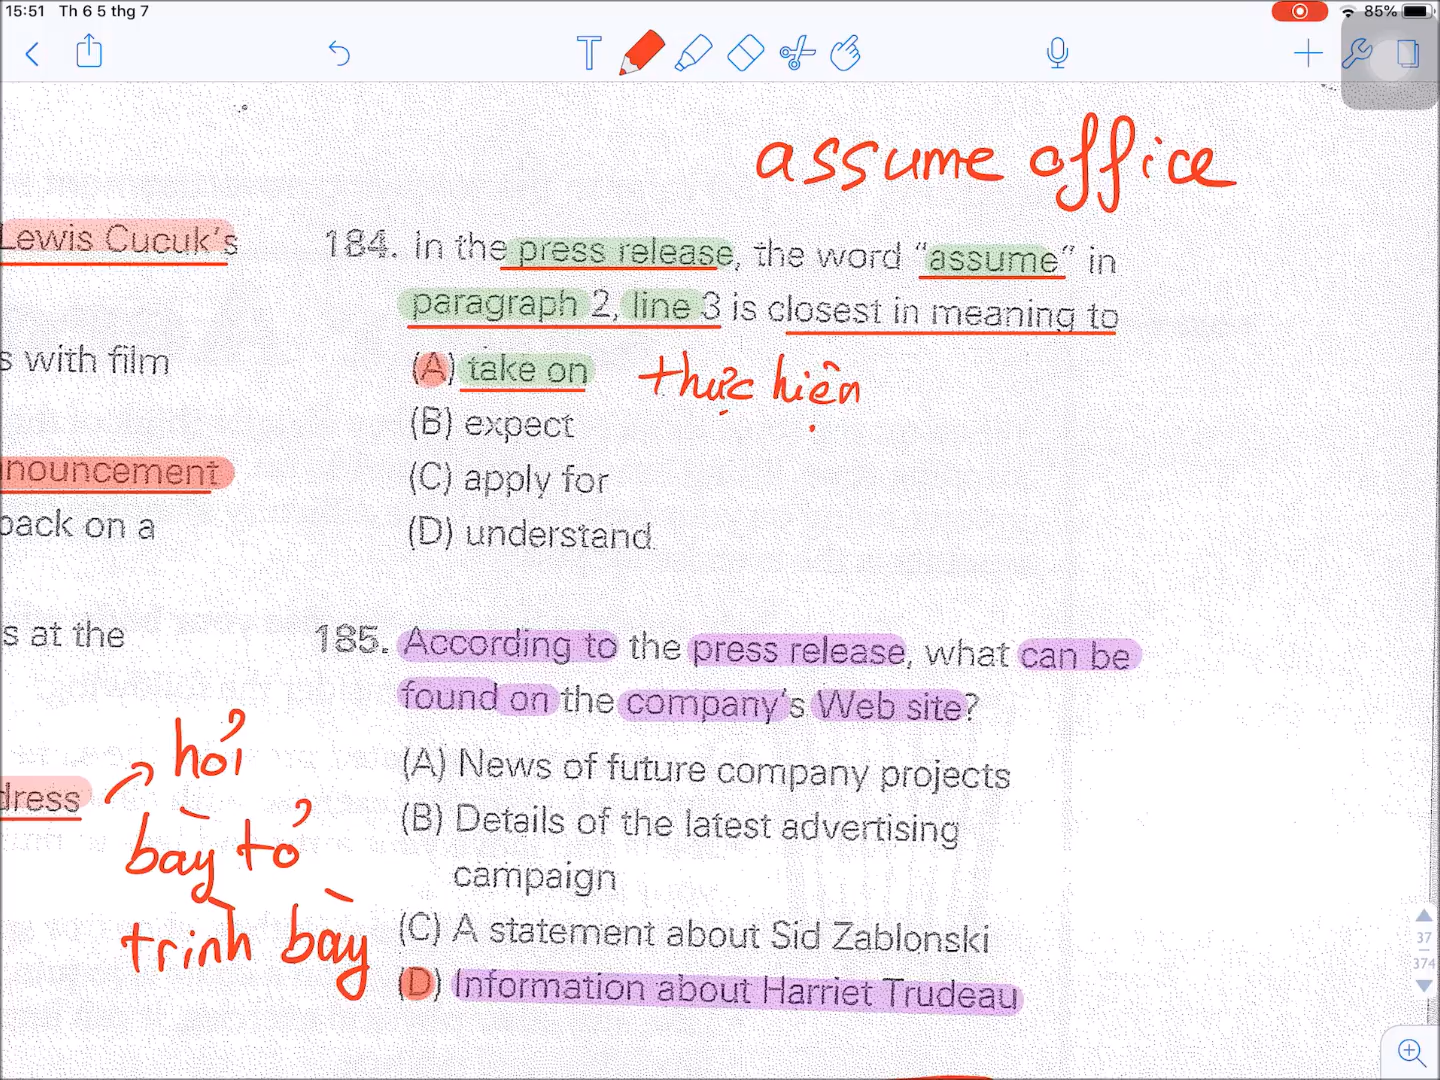 15:51 Th 6 5 thg 7
85%
T
assume office
Lewis Cucuk's
s with film
nouncement
back on a
s at the
dress
hỏi
bày tỏ
trình bày
184. In the press release, the word "assume" in
paragraph 2, line 3 is closest in meaning to
(A) take on thực hiện
(B) expect
(C) apply for
(D) understand
185. According to the press release, what can be
found on the company's Web site?
(A) News of future company projects
(B) Details of the latest advertising
campaign
(C) A statement about Sid Zablonski
(D) Information about Harriet Trudeau
37
374